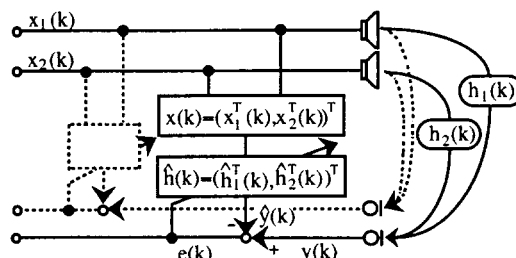 x₁(k)
x₂(k)
h₁(k)
x(k)=(x₁ᵀ(k),x₂ᵀ(k))ᵀ
h₂(k)
ĥ(k)=(ĥ₁ᵀ(k),ĥ₂ᵀ(k))ᵀ
ŷ(k)
-
+
e(k)
y(k)